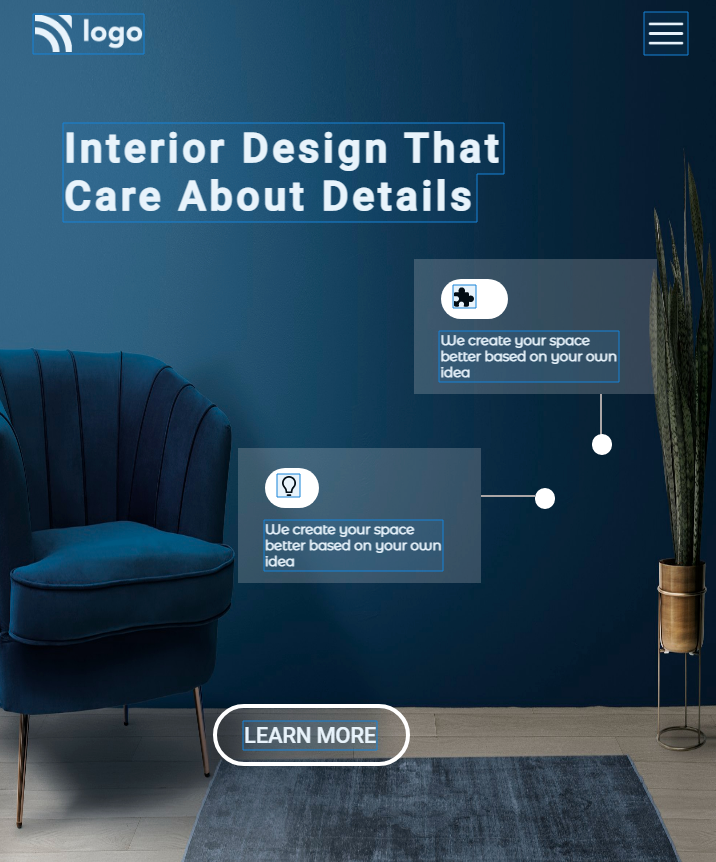 logo
Interior Design That
Care About Details
We create your space
better based on your own
idea
We create your space
better based on your own
idea
LEARN MORE